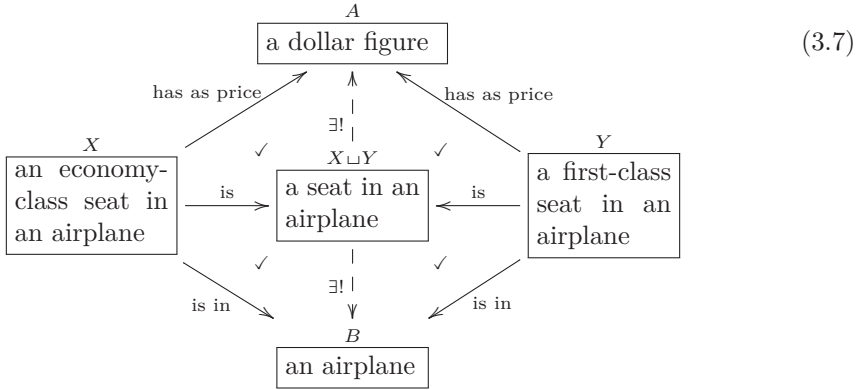 A
a dollar figure
(3.7)
has as price
has as price
∃!
X
✓
X⊔Y
✓
Y
an economy-
class seat in
an airplane
is
a seat in an
airplane
is
a first-class
seat in an
airplane
✓
✓
∃!
is in
is in
B
an airplane